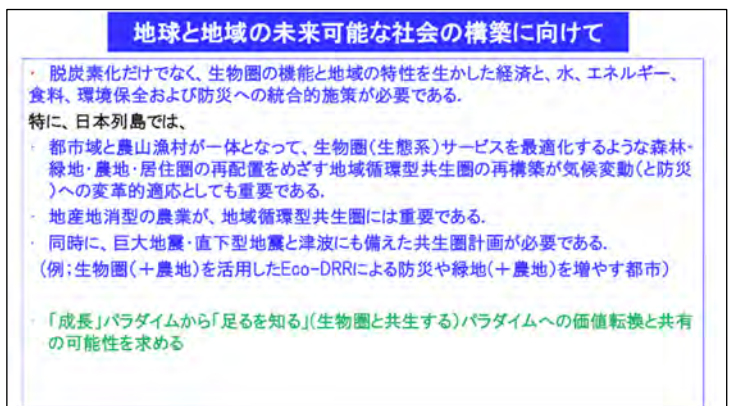 地球と地域の未来可能な社会の構築に向けて
・ 脱炭素化だけでなく、生物圏の機能と地域の特性を生かした経済と、水、エネルギー、
食料、環境保全および防災への統合的施策が必要である.
特に、日本列島では、
・ 都市域と農山漁村が一体となって、生物圏(生態系)サービスを最適化するような森林・
緑地・農地・居住圏の再配置をめざす地域循環型共生圏の再構築が気候変動(と防災
)への変革的適応としても重要である.
・ 地産地消型の農業が、地域循環型共生圏には重要である.
・ 同時に、巨大地震・直下型地震と津波にも備えた共生圏計画が必要である.
(例;生物圏(+農地)を活用したEco-DRRによる防災や緑地(+農地)を増やす都市)
・ 「成長」パラダイムから「足るを知る」(生物圏と共生する)パラダイムへの価値転換と共有
の可能性を求める